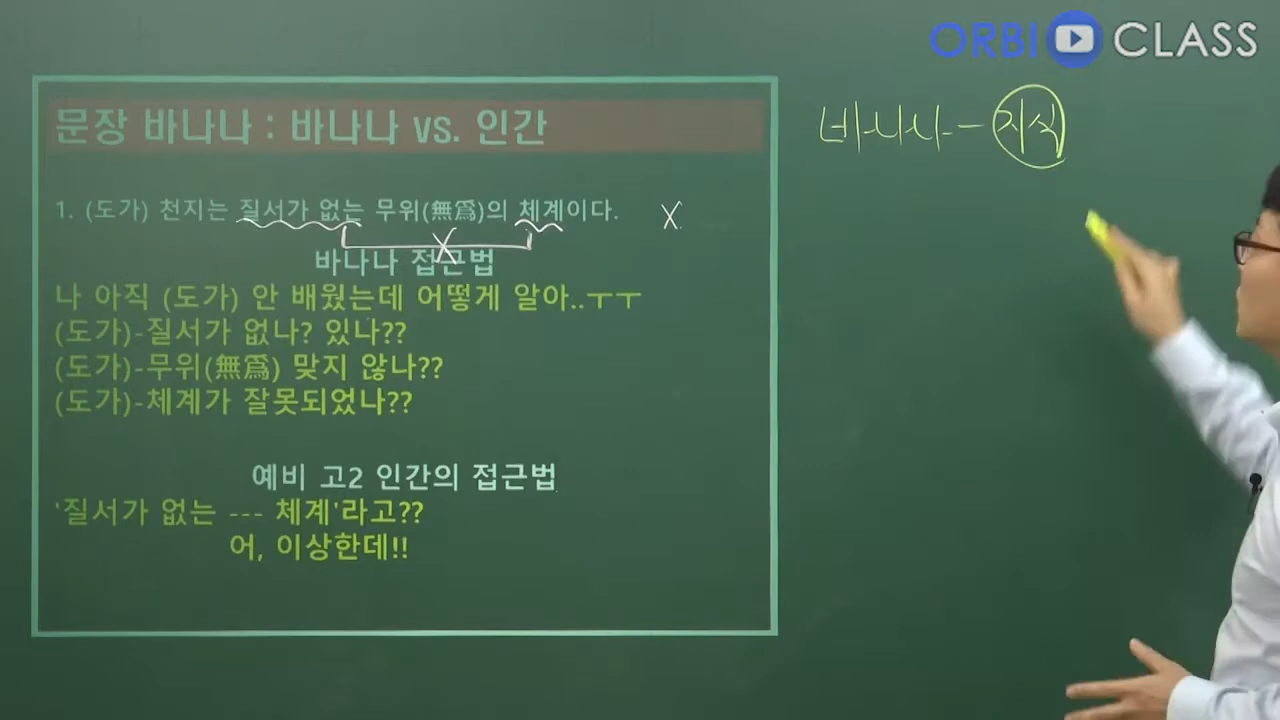 ORBI CLASS
문장 바나나 : 바나나 vs. 인간
바나나 - 지식
1. (도가) 천지는 질서가 없는 무위(無爲)의 체계이다. X
X
바나나 접근법
나 아직 (도가) 안 배웠는데 어떻게 알아..ㅜㅜ
(도가)-질서가 없나? 있나??
(도가)-무위(無爲) 맞지 않나??
(도가)-체계가 잘못되었나??
예비 고2 인간의 접근법
'질서가 없는 --- 체계'라고??
어, 이상한데!!